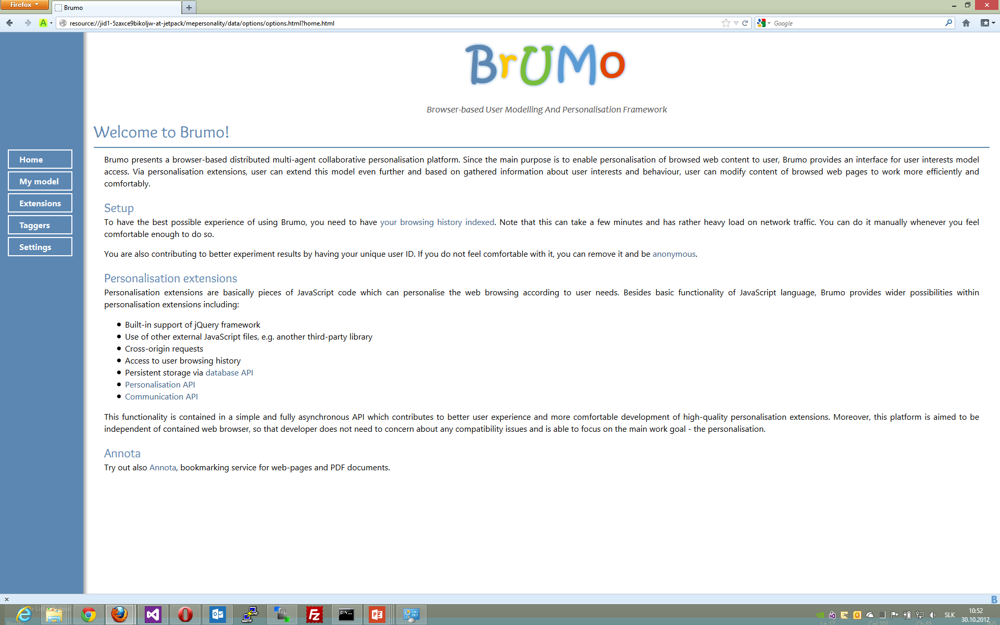 Firefox
Brumo
resource://jid1-5zaxce9bikoljw-at-jetpack/mepersonality/data/options/options.html?home.html
Google
BrUMo
Browser-based User Modelling And Personalisation Framework
Welcome to Brumo!
Home
My model
Extensions
Taggers
Settings
Brumo presents a browser-based distributed multi-agent collaborative personalisation platform. Since the main purpose is to enable personalisation of browsed web content to user, Brumo provides an interface for user interests model
access. Via personalisation extensions, user can extend this model even further and based on gathered information about user interests and behaviour, user can modify content of browsed web pages to work more efficiently and
comfortably.
Setup
To have the best possible experience of using Brumo, you need to have your browsing history indexed. Note that this can take a few minutes and has rather heavy load on network traffic. You can do it manually whenever you feel
comfortable enough to do so.
You are also contributing to better experiment results by having your unique user ID. If you do not feel comfortable with it, you can remove it and be anonymous.
Personalisation extensions
Personalisation extensions are basically pieces of JavaScript code which can personalise the web browsing according to user needs. Besides basic functionality of JavaScript language, Brumo provides wider possibilities within
personalisation extensions including:
Built-in support of jQuery framework
Use of other external JavaScript files, e.g. another third-party library
Cross-origin requests
Access to user browsing history
Persistent storage via database API
Personalisation API
Communication API
This functionality is contained in a simple and fully asynchronous API which contributes to better user experience and more comfortable development of high-quality personalisation extensions. Moreover, this platform is aimed to be
independent of contained web browser, so that developer does not need to concern about any compatibility issues and is able to focus on the main work goal - the personalisation.
Annota
Try out also Annota, bookmarking service for web-pages and PDF documents.
SLK
10:52
30.10.2012